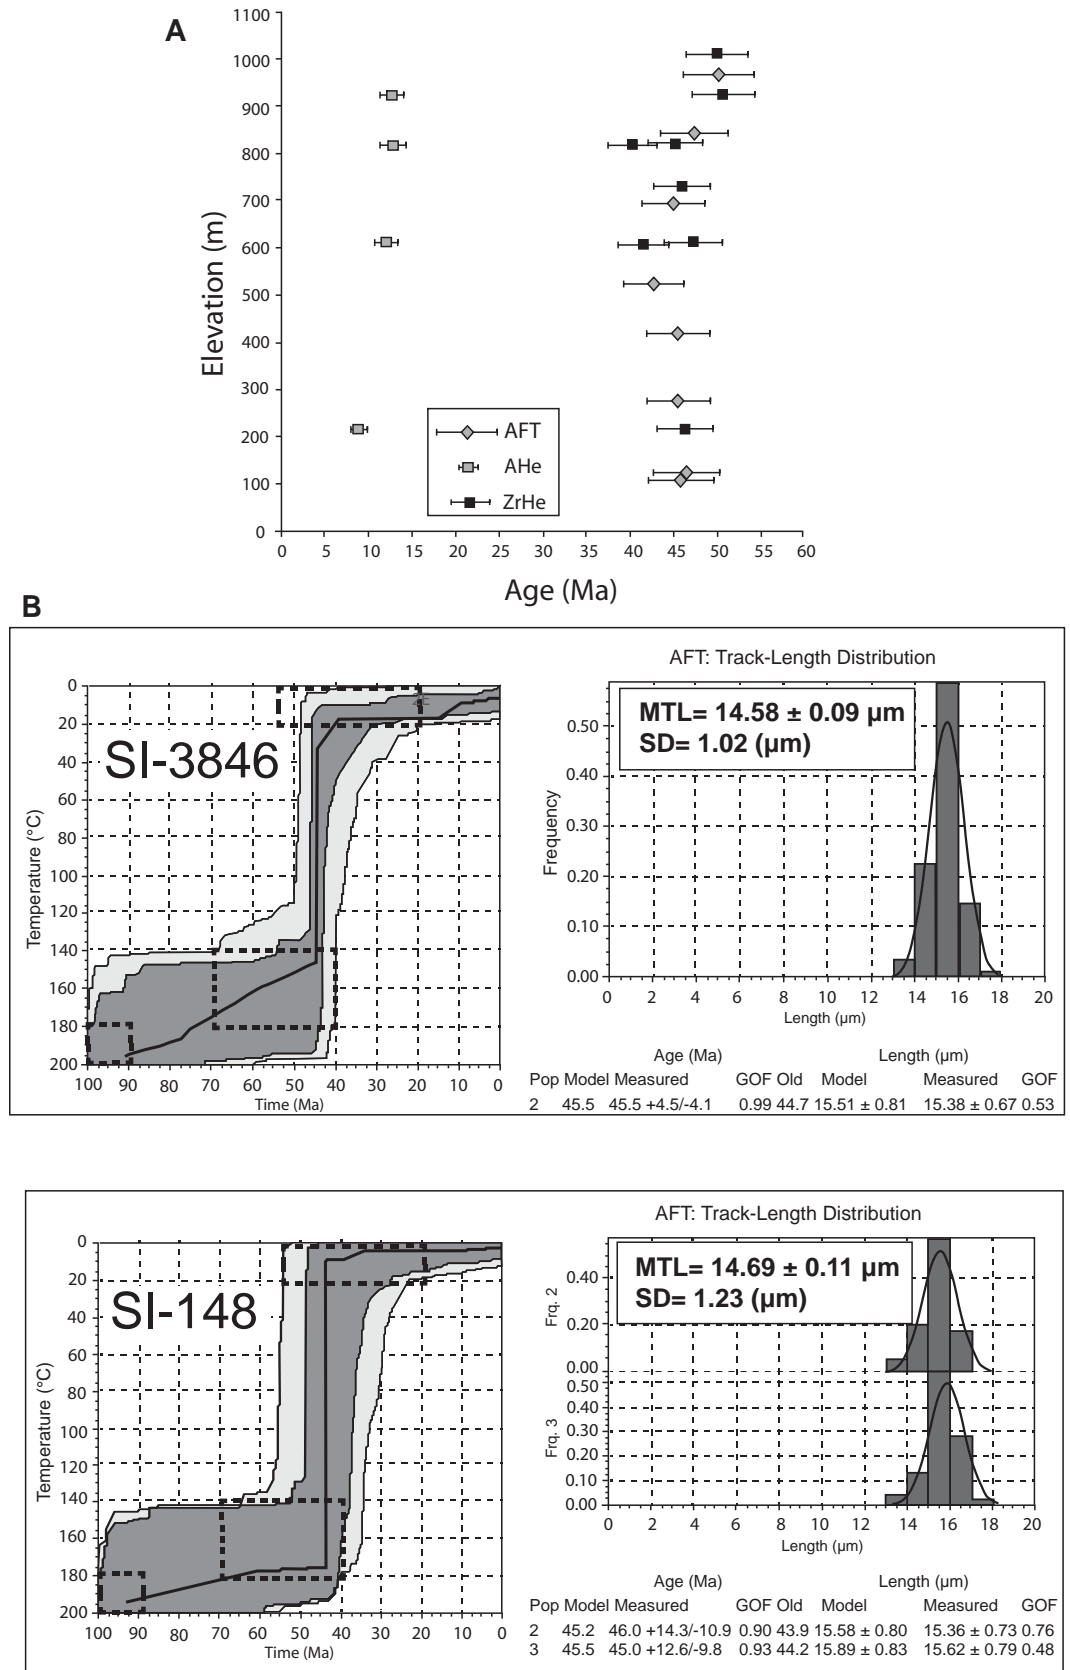 A
1100
1000
900
800
700
600
500
400
300
200
100
0
Elevation (m)
AFT
AHe
ZrHe
0 5 10 15 20 25 30 35 40 45 50 55 60
Age (Ma)
B
SI-3846
0
20
40
60
80
100
120
140
160
180
200
Temperature (°C)
100 90 80 70 60 50 40 30 20 10 0
Time (Ma)
AFT: Track-Length Distribution
MTL= 14.58 ± 0.09 µm
SD= 1.02 (µm)
0.50
0.40
0.30
0.20
0.10
0.00
Frequency
0 2 4 6 8 10 12 14 16 18 20
Length (µm)
Age (Ma) Length (µm)
Pop Model Measured GOF Old Model Measured GOF
2 45.5 45.5 +4.5/-4.1 0.99 44.7 15.51 ± 0.81 15.38 ± 0.67 0.53
SI-148
0
20
40
60
80
100
120
140
160
180
200
Temperature (°C)
100 90 80 70 60 50 40 30 20 10 0
Time (Ma)
AFT: Track-Length Distribution
MTL= 14.69 ± 0.11 µm
SD= 1.23 (µm)
0.40
0.20
0.00
Frq. 2
0.50
0.40
0.30
0.20
0.10
0.00
Frq. 3
0 2 4 6 8 10 12 14 16 18 20
Length (µm)
Age (Ma) Length (µm)
Pop Model Measured GOF Old Model Measured GOF
2 45.2 46.0 +14.3/-10.9 0.90 43.9 15.58 ± 0.80 15.36 ± 0.73 0.76
3 45.5 45.0 +12.6/-9.8 0.93 44.2 15.89 ± 0.83 15.62 ± 0.79 0.48